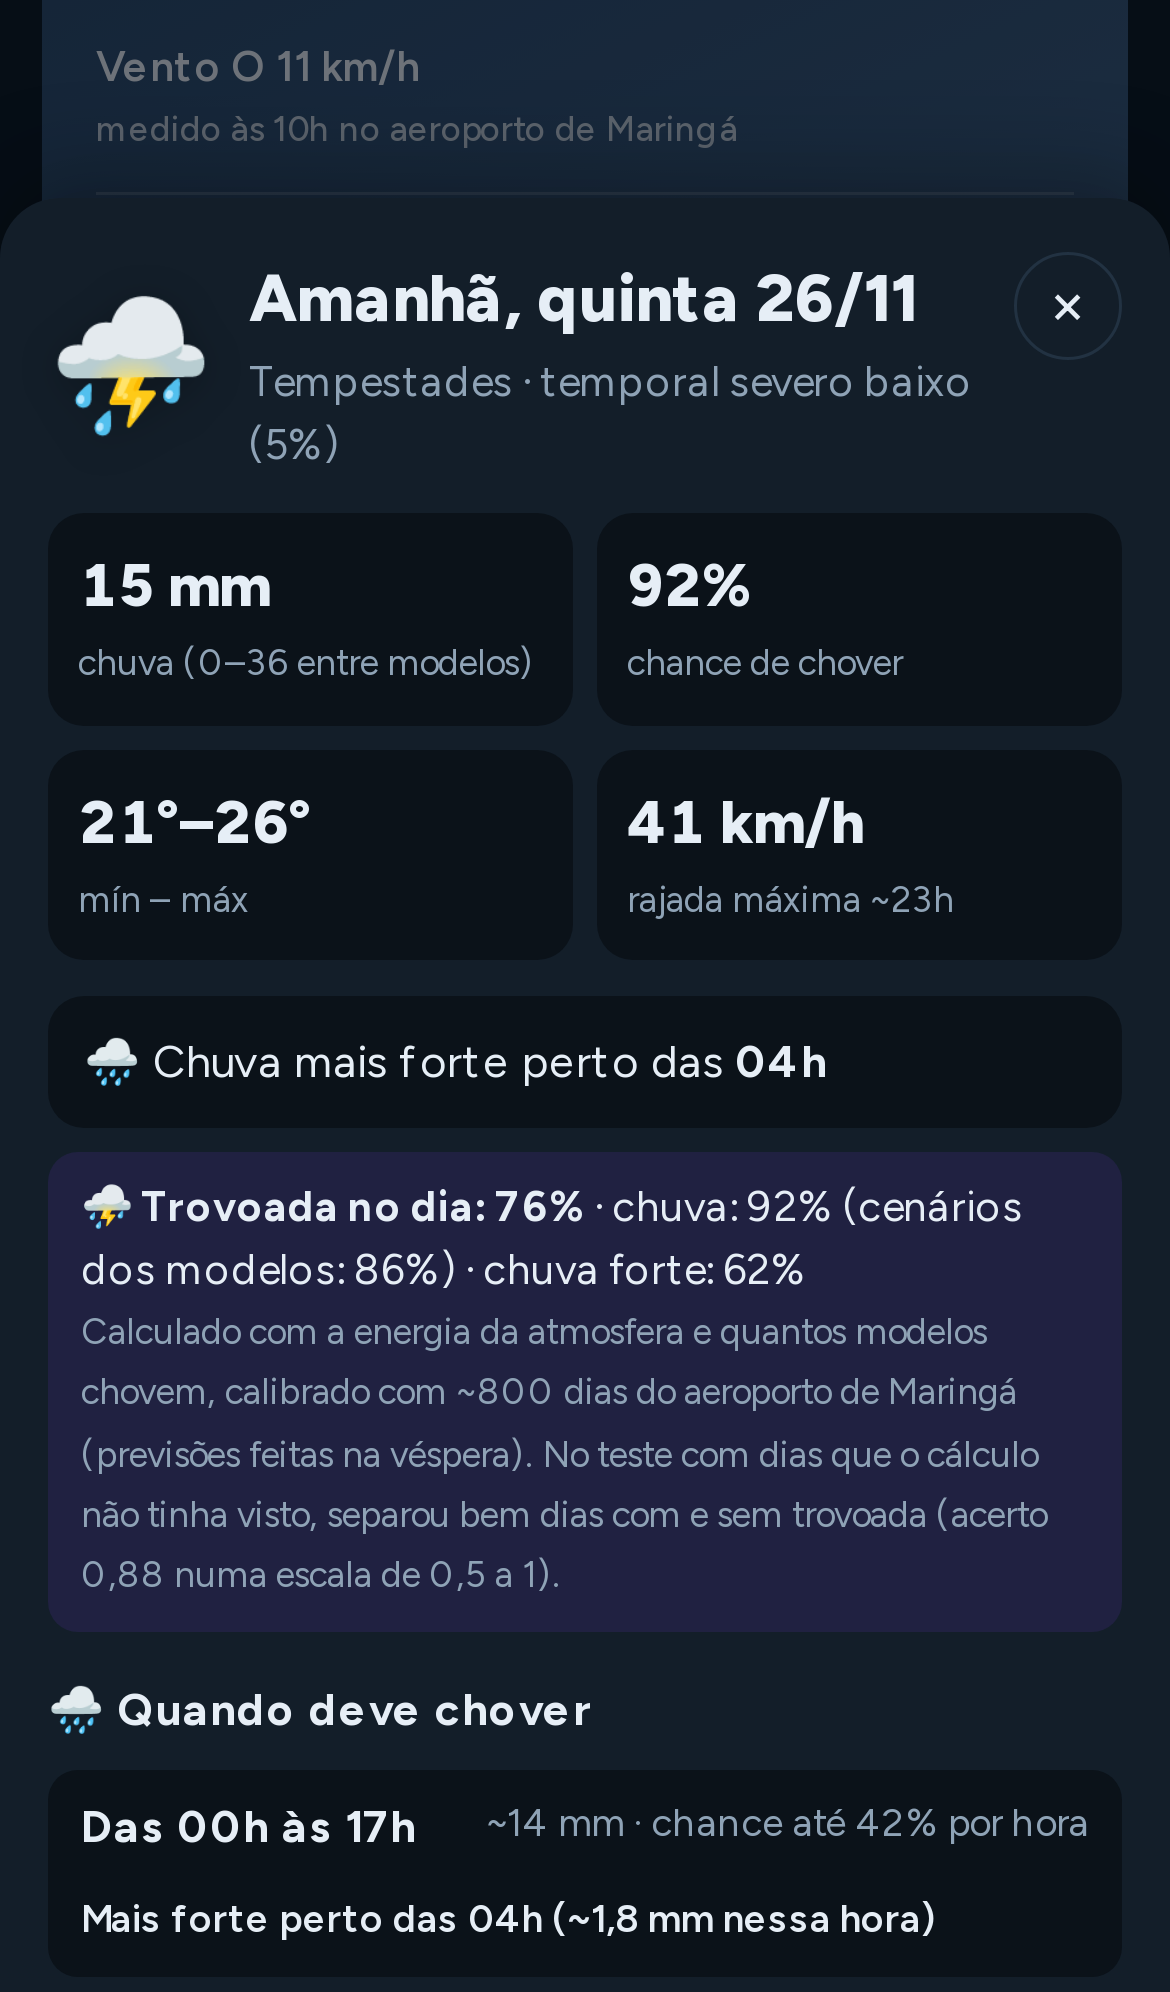 Vento O 11 km/h
medido às 10h no aeroporto de Maringá
Amanhã, quinta 26/11
×
Tempestades · temporal severo baixo
(5%)
15 mm
chuva (0–36 entre modelos)
92%
chance de chover
21°–26°
mín – máx
41 km/h
rajada máxima ~23h
Chuva mais forte perto das 04h
Trovoada no dia: 76% · chuva: 92% (cenários
dos modelos: 86%) · chuva forte: 62%
Calculado com a energia da atmosfera e quantos modelos
chovem, calibrado com ~800 dias do aeroporto de Maringá
(previsões feitas na véspera). No teste com dias que o cálculo
não tinha visto, separou bem dias com e sem trovoada (acerto
0,88 numa escala de 0,5 a 1).
Quando deve chover
Das 00h às 17h
~14 mm · chance até 42% por hora
Mais forte perto das 04h (~1,8 mm nessa hora)